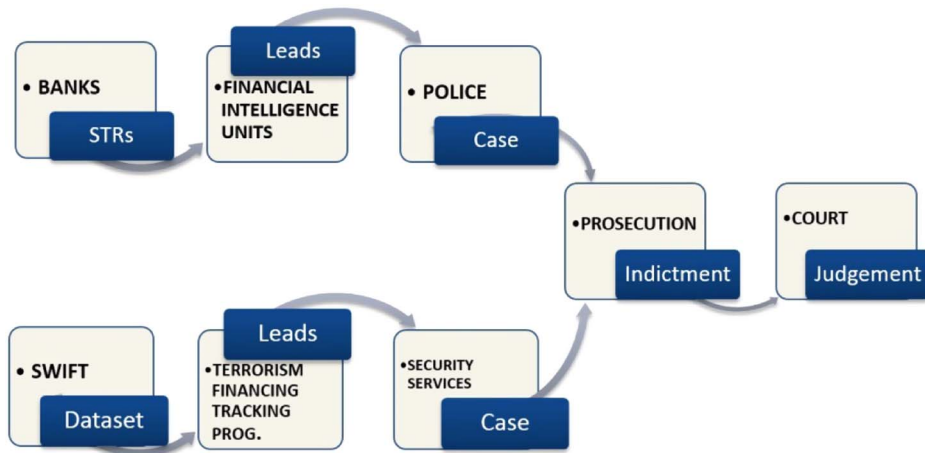 • BANKS
STRs
Leads
•FINANCIAL
INTELLIGENCE
UNITS
• POLICE
Case
•PROSECUTION
Indictment
•COURT
Judgement
• SWIFT
Dataset
Leads
•TERRORISM
FINANCING
TRACKING
PROG.
• SECURITY
SERVICES
Case